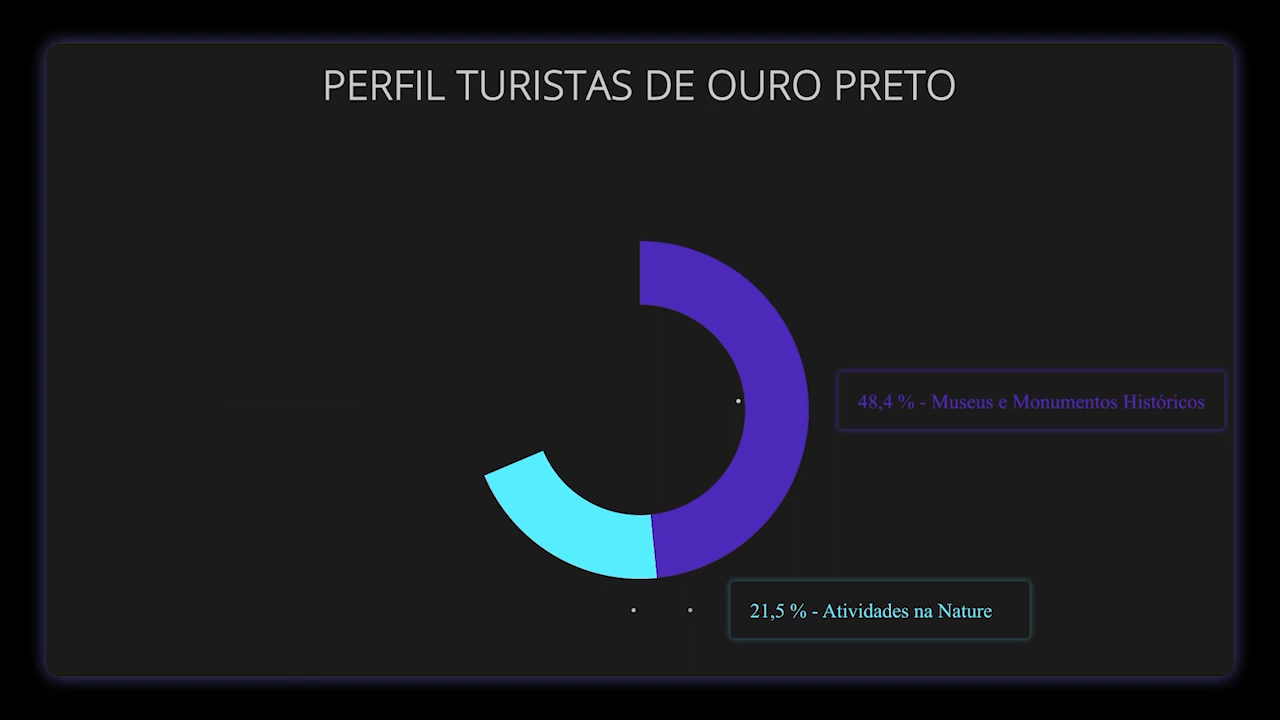 PERFIL TURISTAS DE OURO PRETO
48,4 % - Museus e Monumentos Históricos
21,5 % - Atividades na Nature